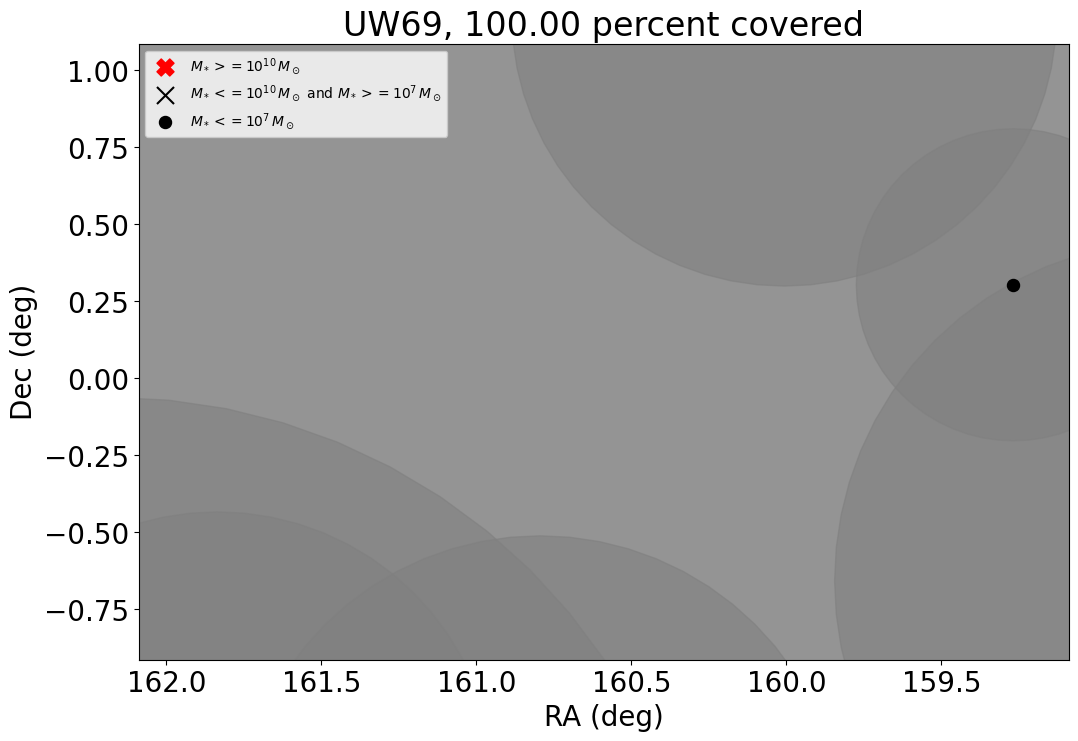 UW69, 100.00 percent covered
M* >= 10^10 M⊙
M* <= 10^10 M⊙ and M* >= 10^7 M⊙
M* <= 10^7 M⊙
1.00
0.75
0.50
0.25
0.00
−0.25
−0.50
−0.75
Dec (deg)
162.0 161.5 161.0 160.5 160.0 159.5
RA (deg)